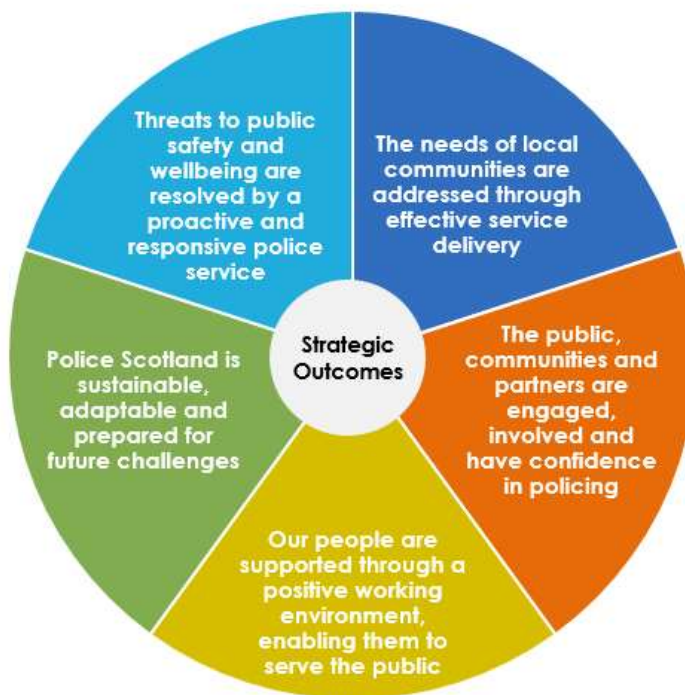 Threats to public
safety and
wellbeing are
resolved by a
proactive and
responsive police
service
The needs of local
communities are
addressed through
effective service
delivery
The public,
communities and
partners are
engaged,
involved and
have confidence
in policing
Our people are
supported through a
positive working
environment,
enabling them to
serve the public
Police Scotland is
sustainable,
adaptable and
prepared for
future challenges
Strategic
Outcomes